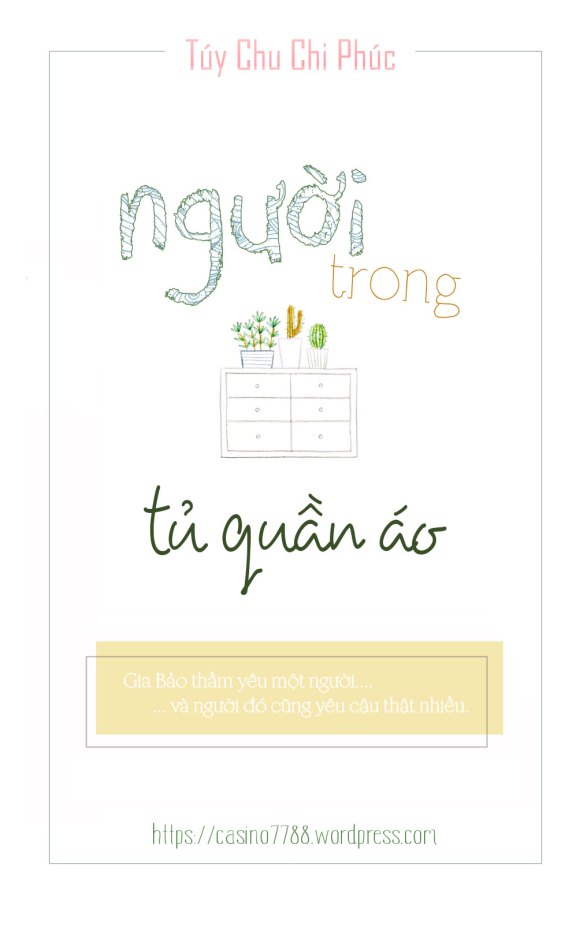 Túy Chu Chi Phúc
người
trong
tủ quần áo
Gia Bảo thầm yêu một người....
... và người đó cũng yêu cậu thật nhiều.
https://casino7788.wordpress.com